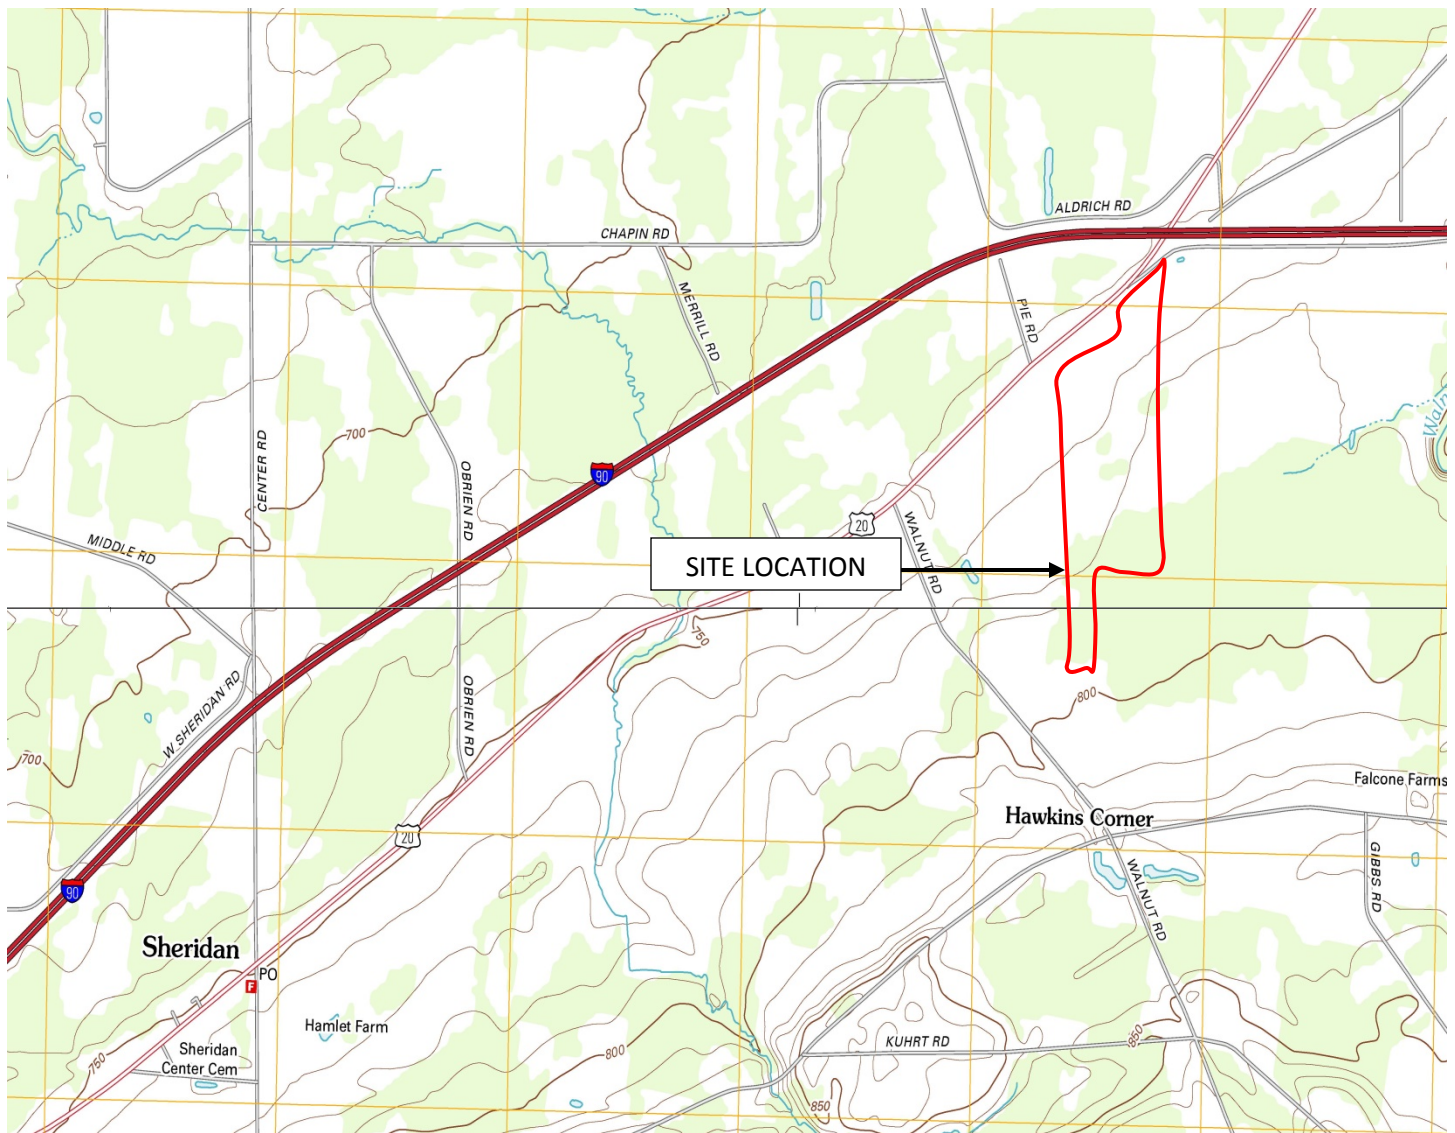 ALDRICH RD
CHAPIN RD
MERRILL RD
PIE RD
CENTER RD
700
OBRIEN RD
90
20
WALNUT RD
MIDDLE RD
SITE LOCATION
750
W SHERIDAN RD
OBRIEN RD
800
700
Falcone Farms
Hawkins Corner
20
GIBBS RD
90
WALNUT RD
Sheridan
PO
F
Hamlet Farm
KUHRT RD
850
Sheridan
Center Cem
750
800
850